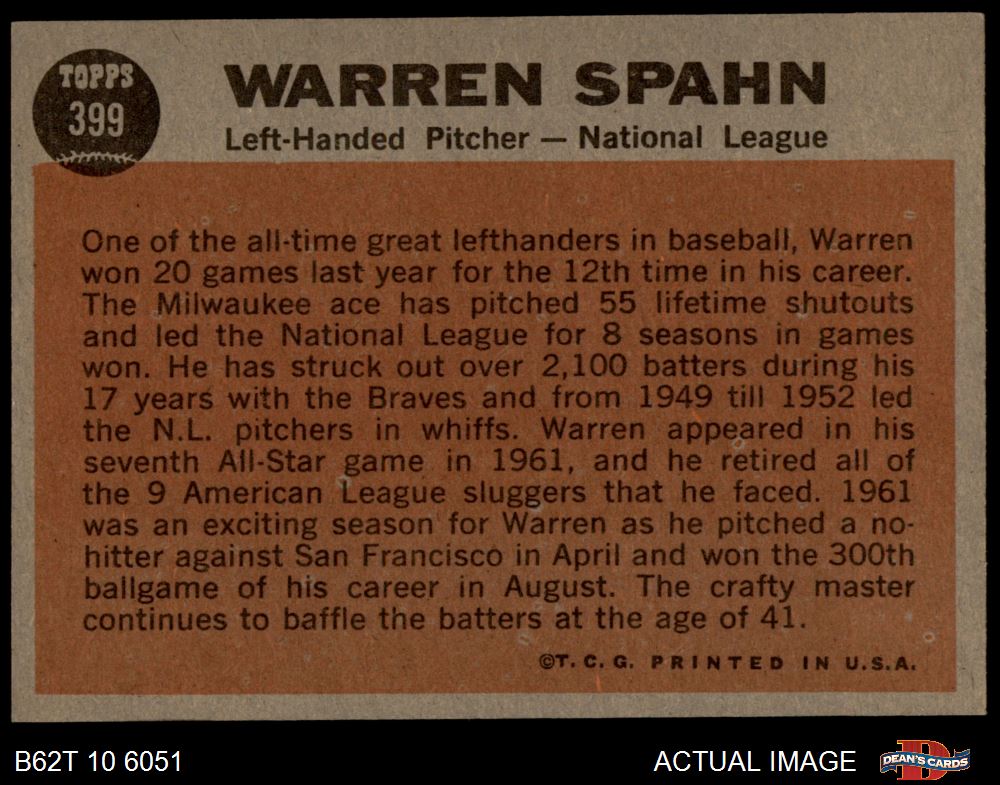 TOPPS
399
WARREN SPAHN
Left-Handed Pitcher — National League
One of the all-time great lefthanders in baseball, Warren
won 20 games last year for the 12th time in his career.
The Milwaukee ace has pitched 55 lifetime shutouts
and led the National League for 8 seasons in games
won. He has struck out over 2,100 batters during his
17 years with the Braves and from 1949 till 1952 led
the N.L. pitchers in whiffs. Warren appeared in his
seventh All-Star game in 1961, and he retired all of
the 9 American League sluggers that he faced. 1961
was an exciting season for Warren as he pitched a no-
hitter against San Francisco in April and won the 300th
ballgame of his career in August. The crafty master
continues to baffle the batters at the age of 41.
©T. C. G. PRINTED IN U.S.A.
B62T 10 6051
ACTUAL IMAGE
D
DEAN'S CARDS